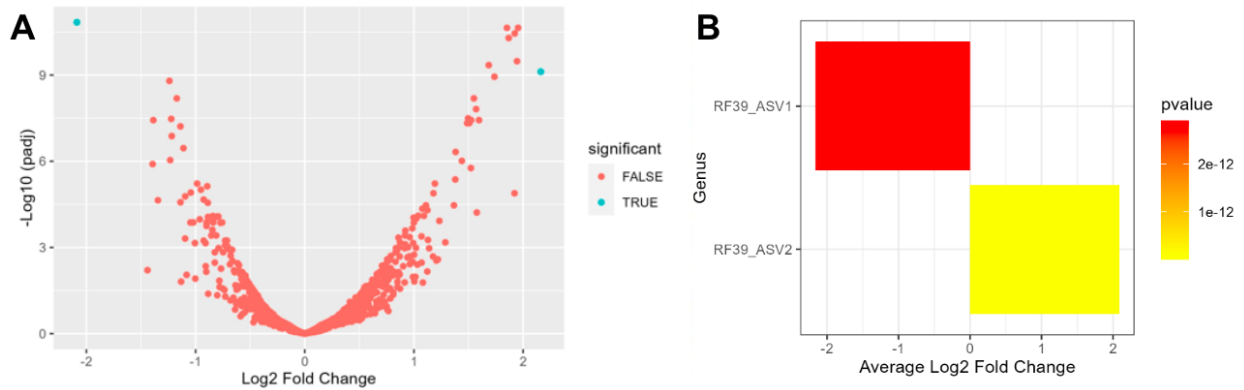 A
9
6
3
0
-Log10 (padj)
-2
-1
0
1
2
Log2 Fold Change
significant
FALSE
TRUE
B
RF39_ASV1
RF39_ASV2
Genus
-2
-1
0
1
2
Average Log2 Fold Change
pvalue
2e-12
1e-12